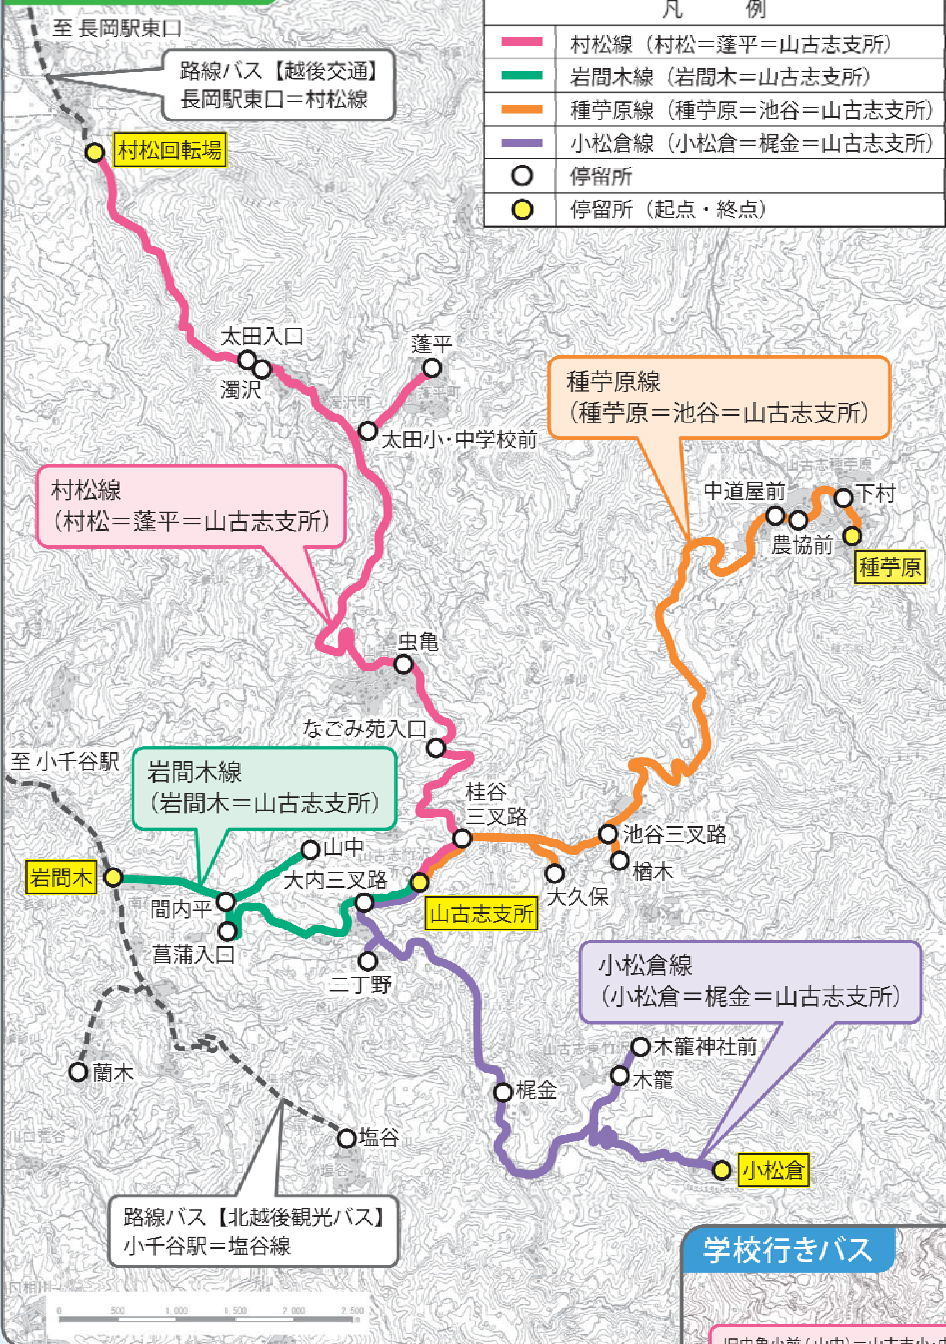 凡 例
村松線（村松＝蓬平＝山古志支所）
岩間木線（岩間木＝山古志支所）
種苧原線（種苧原＝池谷＝山古志支所）
小松倉線（小松倉＝梶金＝山古志支所）
停留所
停留所（起点・終点）
至 長岡駅東口
路線バス【越後交通】
長岡駅東口＝村松線
村松回転場
太田入口
濁沢
蓬平
太田小・中学校前
種苧原線
（種苧原＝池谷＝山古志支所）
村松線
（村松＝蓬平＝山古志支所）
中道屋前
下村
農協前
種苧原
虫亀
なごみ苑入口
至 小千谷駅
岩間木線
（岩間木＝山古志支所）
桂谷
三叉路
池谷三叉路
楢木
大久保
山中
大内三叉路
岩間木
間内平
山古志支所
菖蒲入口
二丁野
小松倉線
（小松倉＝梶金＝山古志支所）
木籠神社前
木籠
蘭木
梶金
塩谷
小松倉
路線バス【北越後観光バス】
小千谷駅＝塩谷線
学校行きバス
0 500 1,000 1,500 2,000 2,500